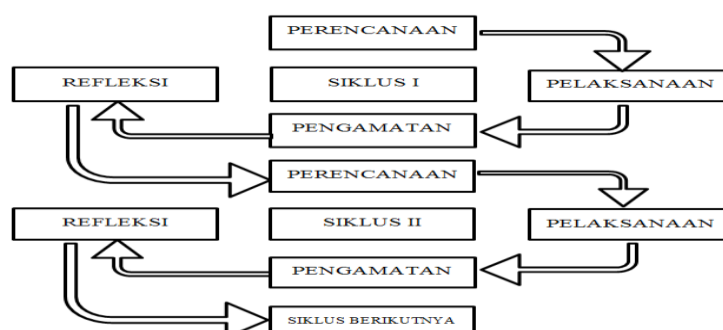 PERENCANAAN
REFLEKSI
SIKLUS I
PELAKSANAAN
PENGAMATAN
PERENCANAAN
REFLEKSI
SIKLUS II
PELAKSANAAN
PENGAMATAN
SIKLUS BERIKUTNYA